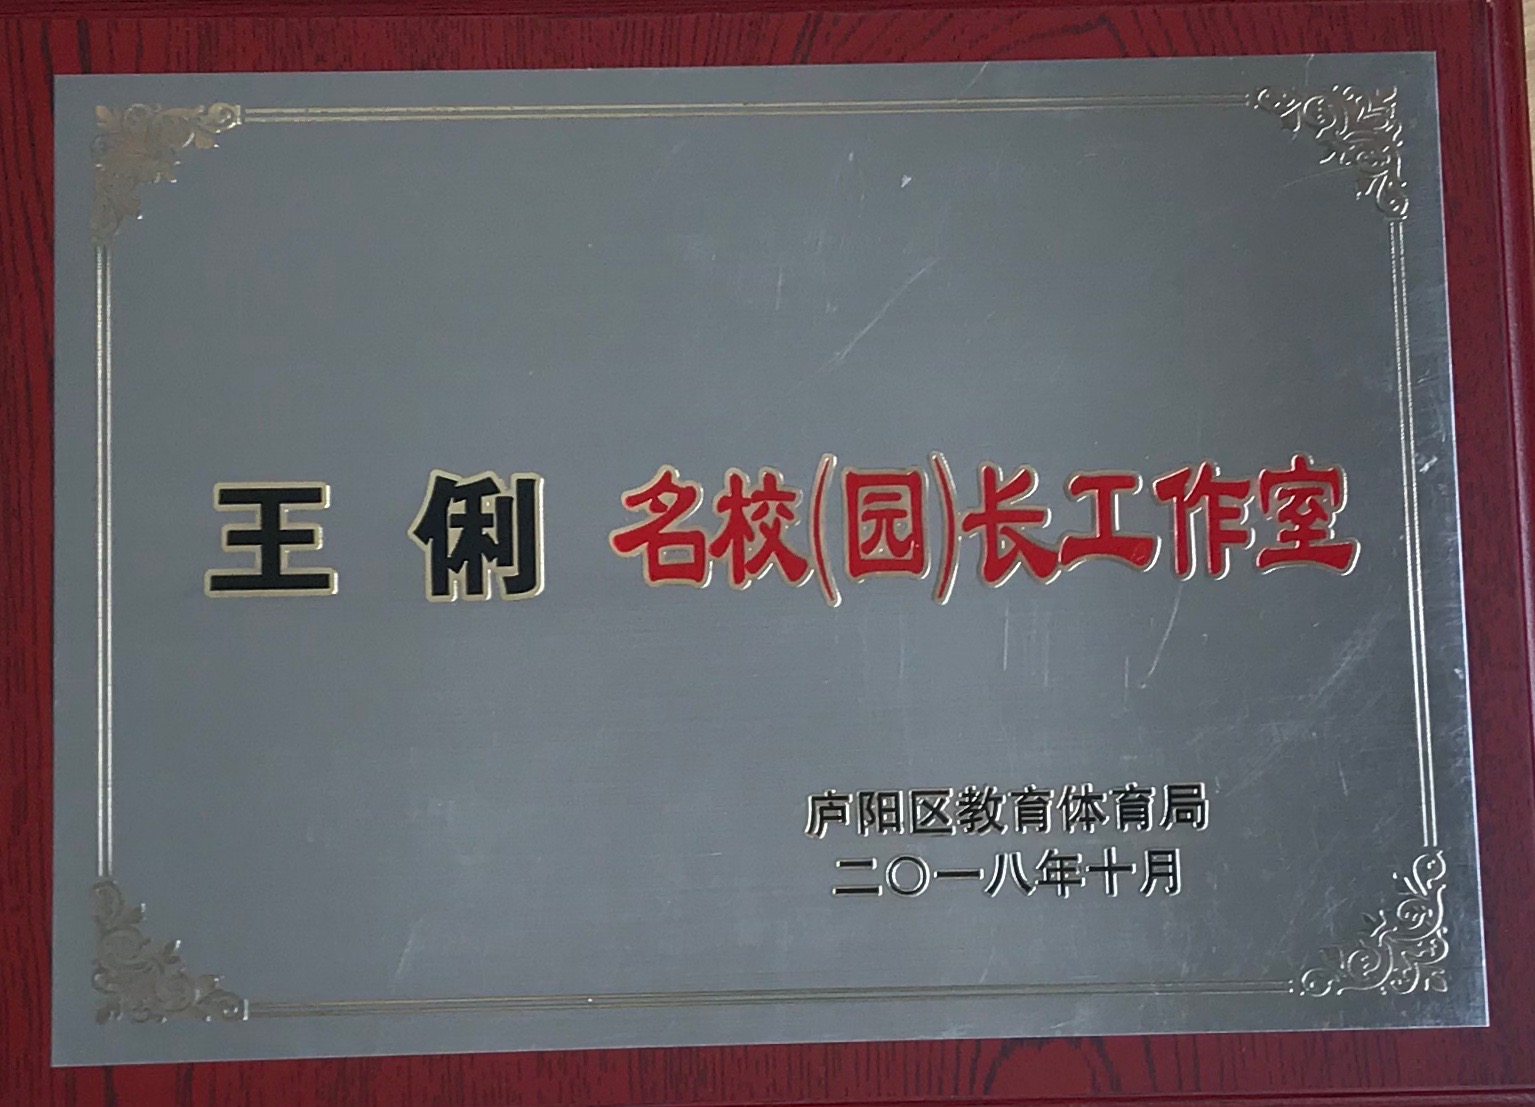 王 俐 名校(园)长工作室
庐阳区教育体育局
二〇一八年十月